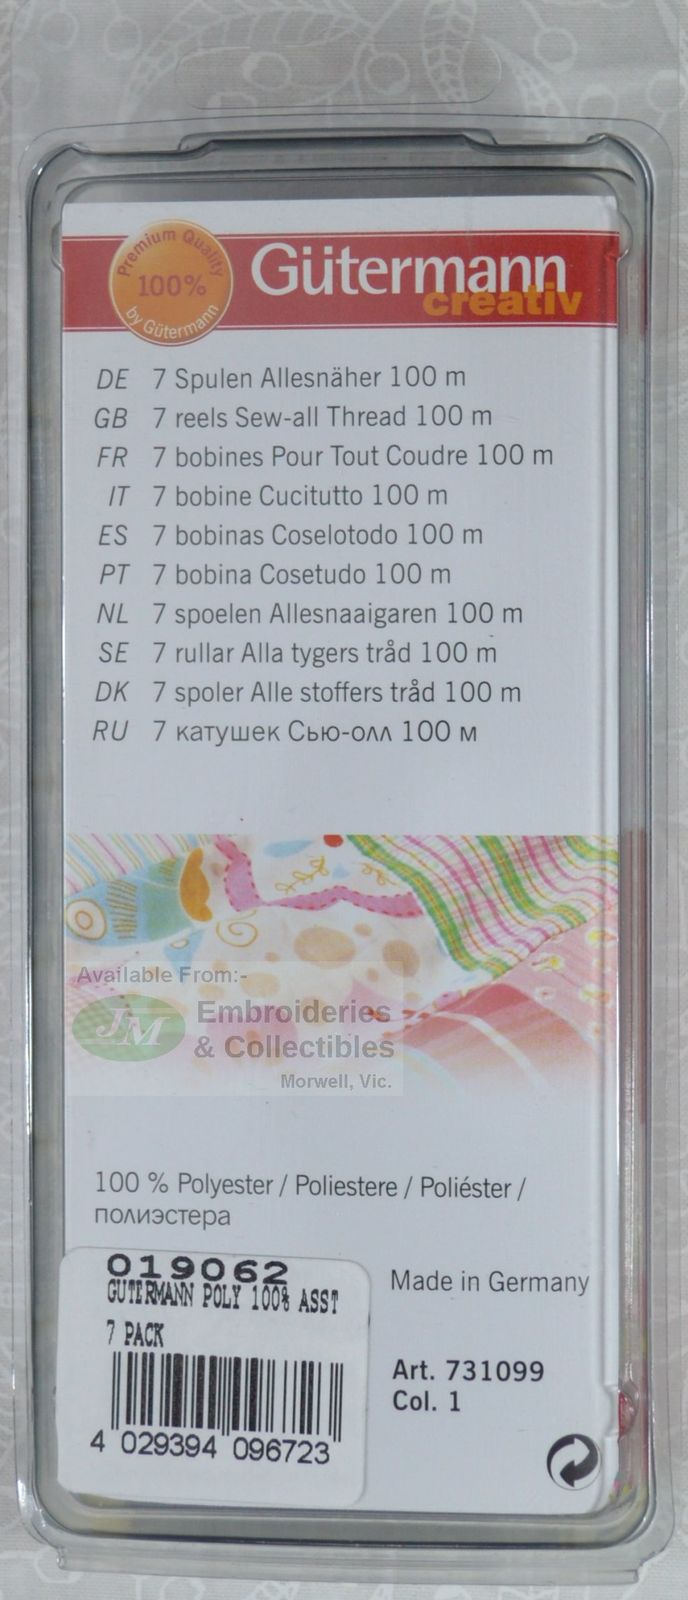 Premium Quality
100%
by Gütermann
Gütermann
creativ
DE 7 Spulen Allesnäher 100 m
GB 7 reels Sew-all Thread 100 m
FR 7 bobines Pour Tout Coudre 100 m
IT 7 bobine Cucitutto 100 m
ES 7 bobinas Coselotodo 100 m
PT 7 bobina Cosetudo 100 m
NL 7 spoelen Allesnaaigaren 100 m
SE 7 rullar Alla tygers tråd 100 m
DK 7 spoler Alle stoffers tråd 100 m
RU 7 катушек Сью-олл 100 м
Available From:-
JM
Embroideries
& Collectibles
Morwell, Vic.
100 % Polyester / Poliestere / Poliéster /
полиэстера
019062
GUTERMANN POLY 100% ASST
7 PACK
4 029394 096723
Made in Germany
Art. 731099
Col. 1